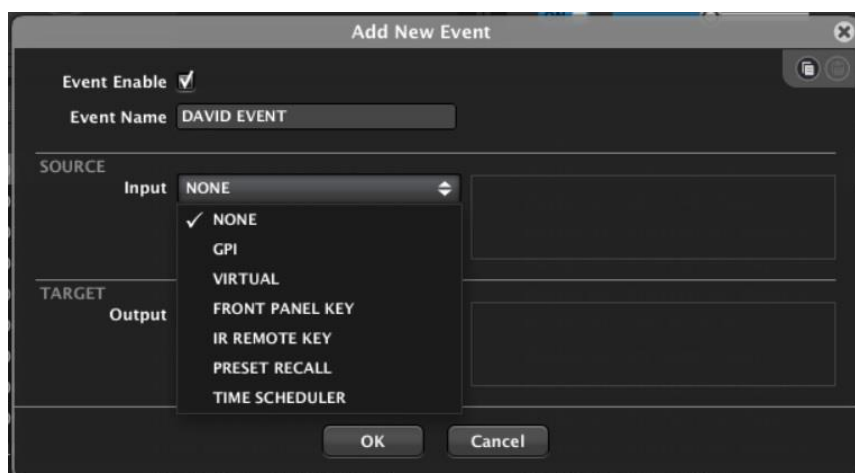 Add New Event
Event Enable
Event Name DAVID EVENT
SOURCE
Input NONE
NONE
GPI
VIRTUAL
TARGET
FRONT PANEL KEY
Output
IR REMOTE KEY
PRESET RECALL
TIME SCHEDULER
OK Cancel